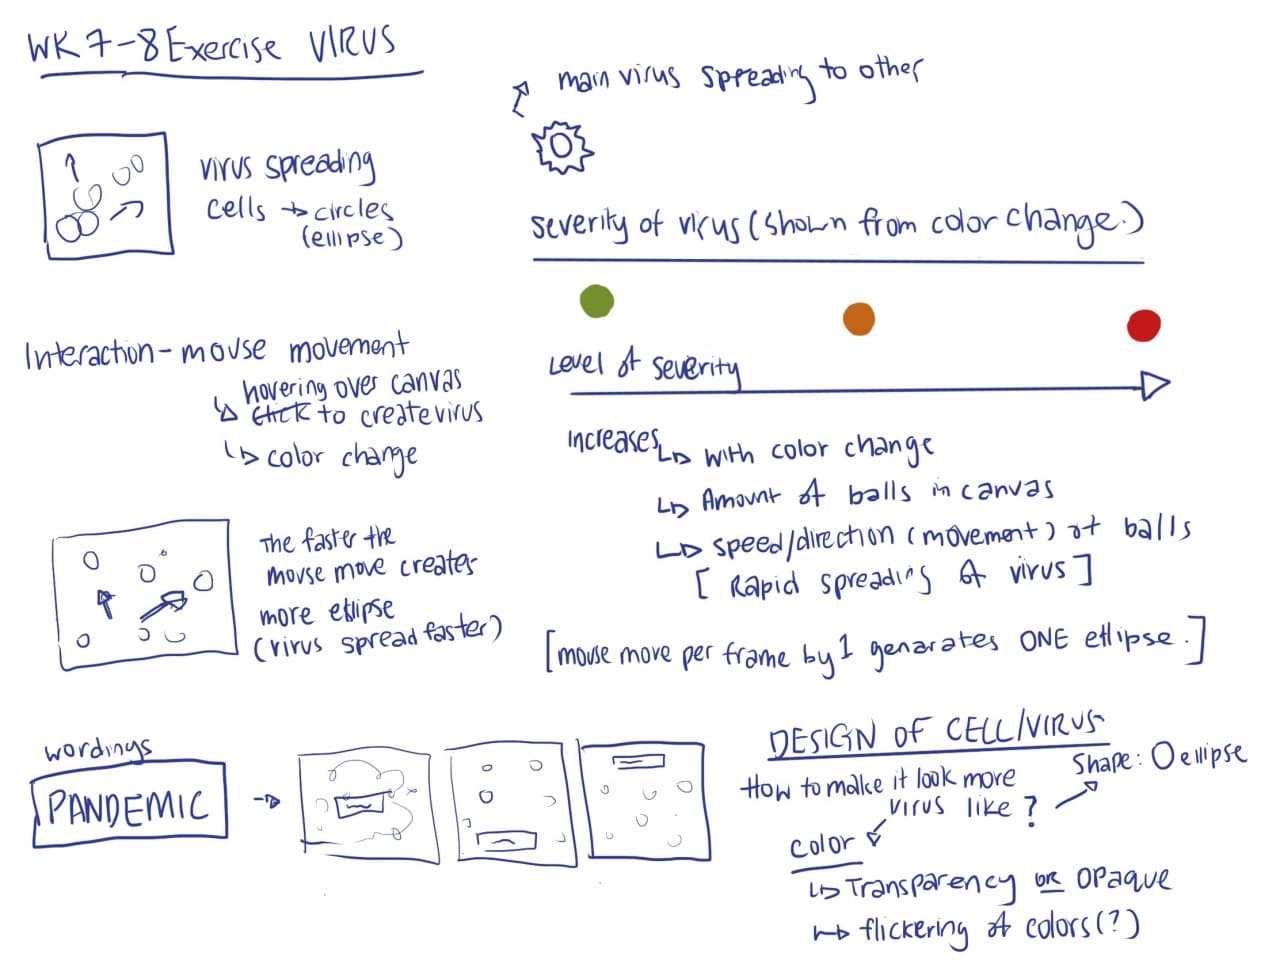 WK 7-8 Exercise VIRUS
main virus spreading to other
virus spreading
cells → circles
(ellipse)
severity of virus (shown from color change.)
Interaction - mouse movement
↳ hovering over canvas
click to create virus
↳ color change
Level of severity
increases ↳ with color change
↳ Amount of balls in canvas
↳ speed/direction (movement) of balls
[Rapid spreading of virus]
The faster the
mouse move creates
more ellipse
(virus spread faster)
[mouse move per frame by 1 genarates ONE ellipse.]
wordings
PANDEMIC →
DESIGN OF CELL/VIRUS
How to make it look more
virus like?
Shape: O ellipse
color
↳ Transparency or opaque
↳ flickering of colors(?)